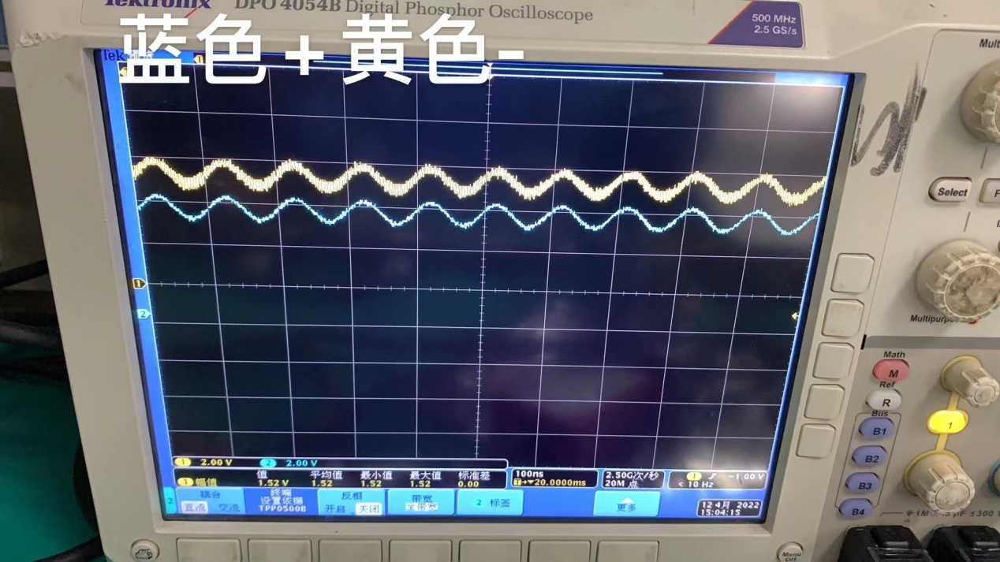 Tektronix DPO 4054B Digital Phosphor Oscilloscope
500 MHz
2.5 GS/s
蓝色+黄色-
Tek
Select
Math
M
Ref
R
Bus
B1
B2
B3
B4
1
1
2
1 2.00 V 2 2.00 V
值 平均值 最小值 最大值 标准差
1 幅值 1.52 V 1.52 1.52 1.52 0.00
100ns
20.0000ms
2.50G次/秒
20M 点
1 -1.00 V
< 10 Hz
2
耦合
直流 交流
终端
设置依据
TPP0500B
反相
开启 关闭
带宽
全带宽
2 标签
更多
12 4月 2022
15:04:15
Menu
Off